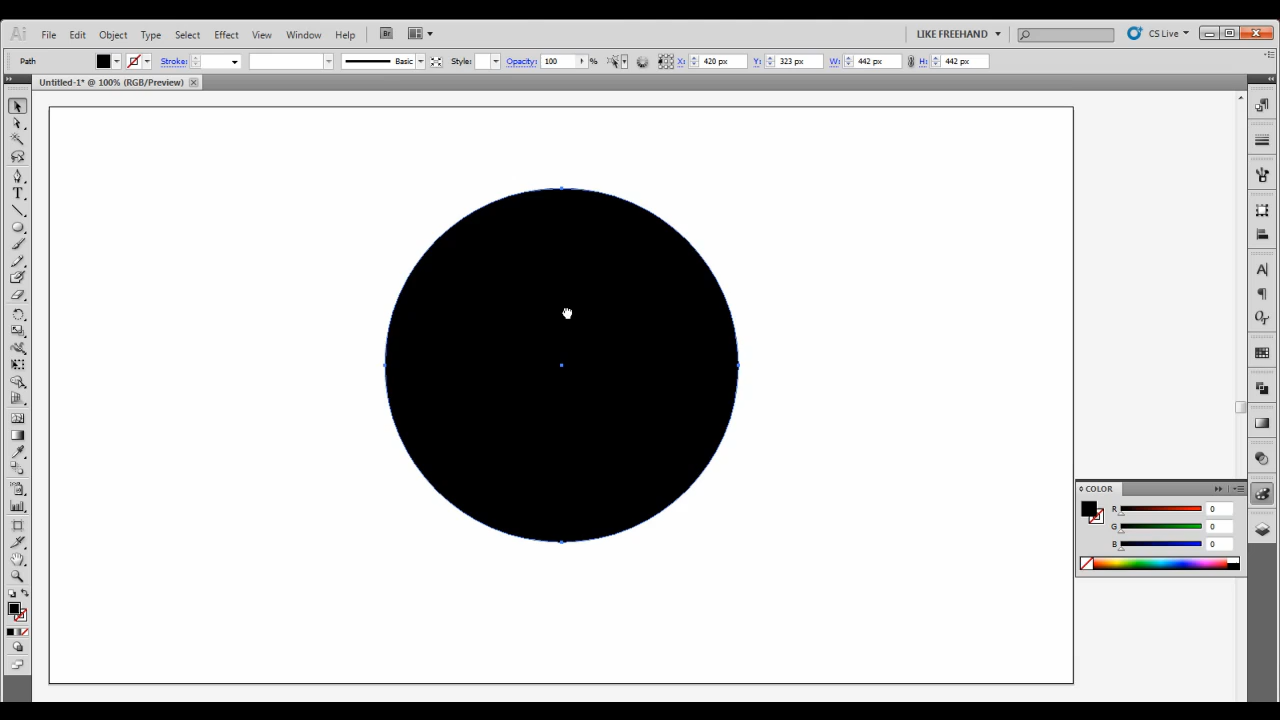 Ai File Edit Object Type Select Effect View Window Help Br LIKE FREEHAND CS Live
Path Stroke: Basic Style: Opacity: 100 % X: 420 px Y: 323 px W: 442 px H: 442 px
Untitled-1* @ 100% (RGB/Preview)
COLOR
R 0
G 0
B 0